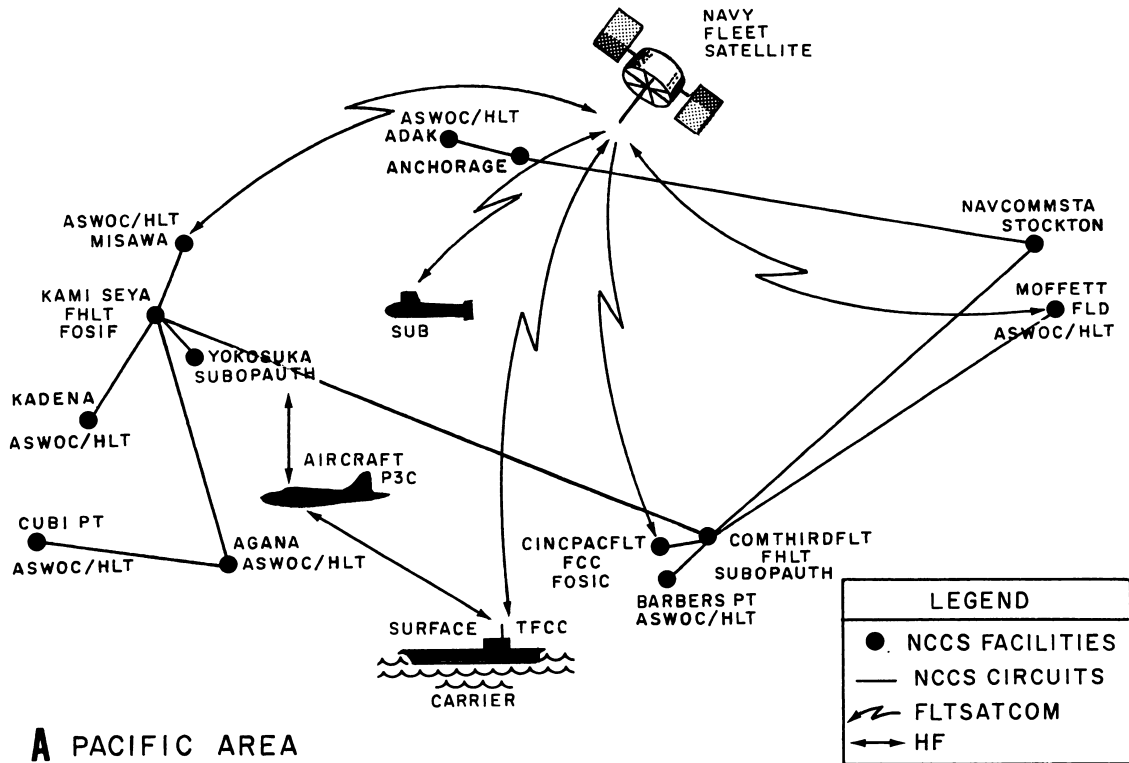 NAVY
FLEET
SATELLITE
ASWOC/HLT
ADAK
ANCHORAGE
NAVCOMMSTA
STOCKTON
ASWOC/HLT
MISAWA
KAMI SEYA
FHLT
FOSIF
MOFFETT
FLD
ASWOC/HLT
SUB
YOKOSUKA
SUBOPAUTH
KADENA
ASWOC/HLT
AIRCRAFT
P3C
CUBI PT
ASWOC/HLT
AGANA
ASWOC/HLT
CINCPACFLT
FCC
FOSIC
COMTHIRDFLT
FHLT
SUBOPAUTH
BARBERS PT
ASWOC/HLT
SURFACE TFCC
CARRIER
LEGEND
NCCS FACILITIES
NCCS CIRCUITS
FLTSATCOM
HF
A PACIFIC AREA